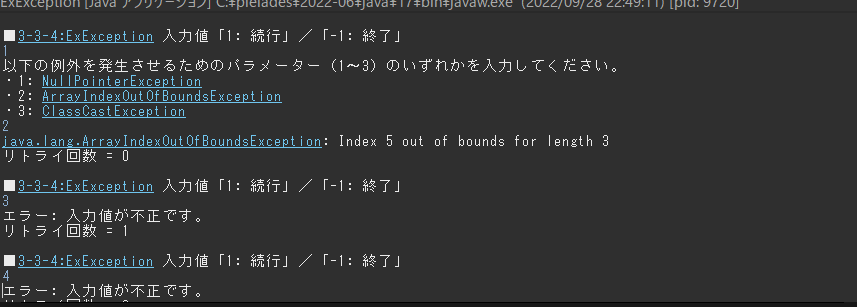 ExException [Java アプリケーション] C:¥pleiades¥2022-06¥java¥17¥bin¥javaw.exe (2022/09/28 22:49:11) [pid: 9720]
■3-3-4:ExException 入力値「1: 続行」／「-1: 終了」
1
以下の例外を発生させるためのパラメーター（1～3）のいずれかを入力してください。
・1: NullPointerException
・2: ArrayIndexOutOfBoundsException
・3: ClassCastException
2
java.lang.ArrayIndexOutOfBoundsException: Index 5 out of bounds for length 3
リトライ回数 = 0
■3-3-4:ExException 入力値「1: 続行」／「-1: 終了」
3
エラー: 入力値が不正です。
リトライ回数 = 1
■3-3-4:ExException 入力値「1: 続行」／「-1: 終了」
4
エラー: 入力値が不正です。